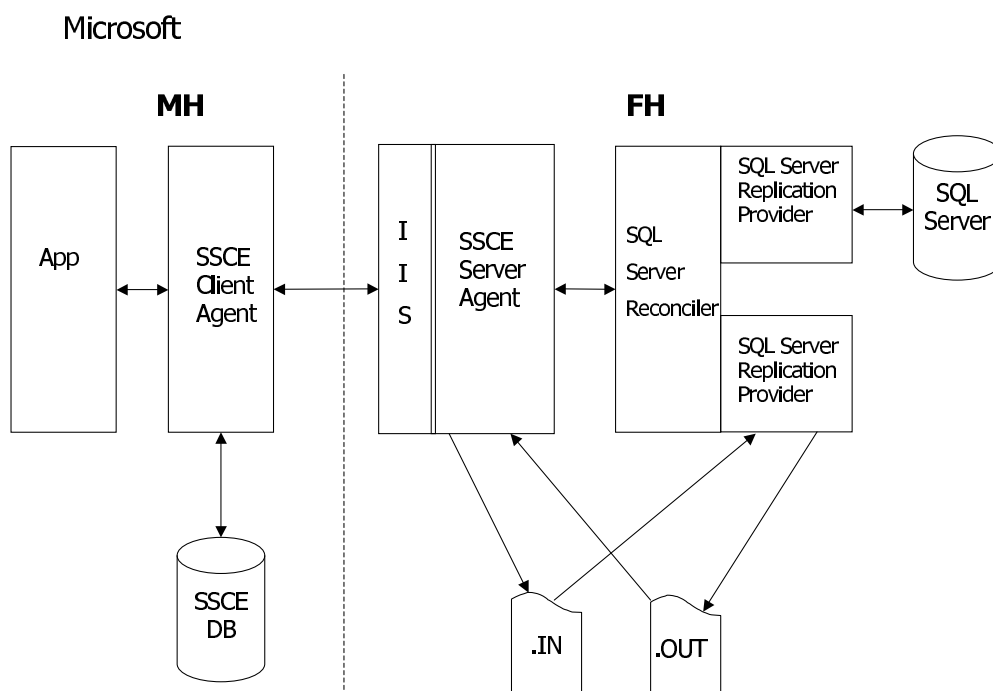 Microsoft
MH
FH
App
SSCE
Client
Agent
I
I
S
SSCE
Server
Agent
SQL
Server
Reconciler
SQL Server
Replication
Provider
SQL
Server
SQL Server
Replication
Provider
SSCE
DB
.IN
.OUT